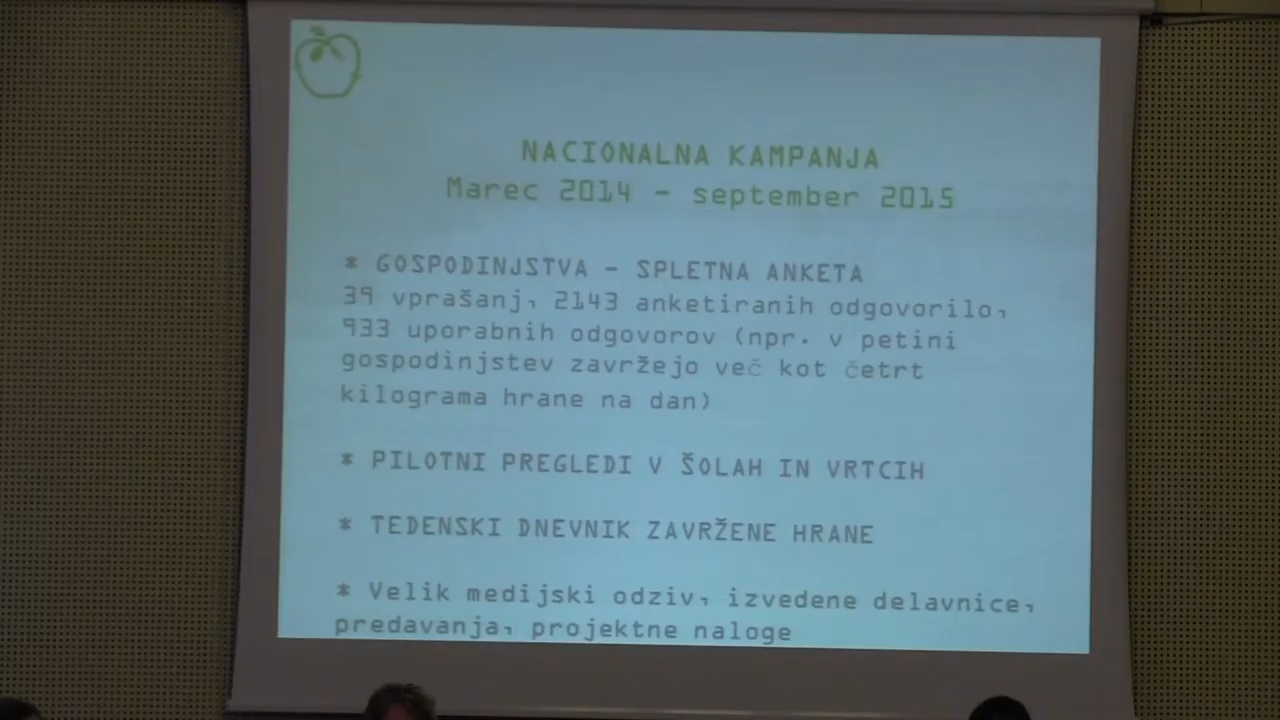 NACIONALNA KAMPANJA
Marec 2014 - september 2015
* GOSPODINJSTVA - SPLETNA ANKETA
39 vprašanj, 2143 anketiranih odgovorilo,
933 uporabnih odgovorov (npr. v petini
gospodinjstev zavržejo več kot četrt
kilograma hrane na dan)
* PILOTNI PREGLEDI V ŠOLAH IN VRTCIH
* TEDENSKI DNEVNIK ZAVRŽENE HRANE
* Velik medijski odziv, izvedene delavnice,
predavanja, projektne naloge